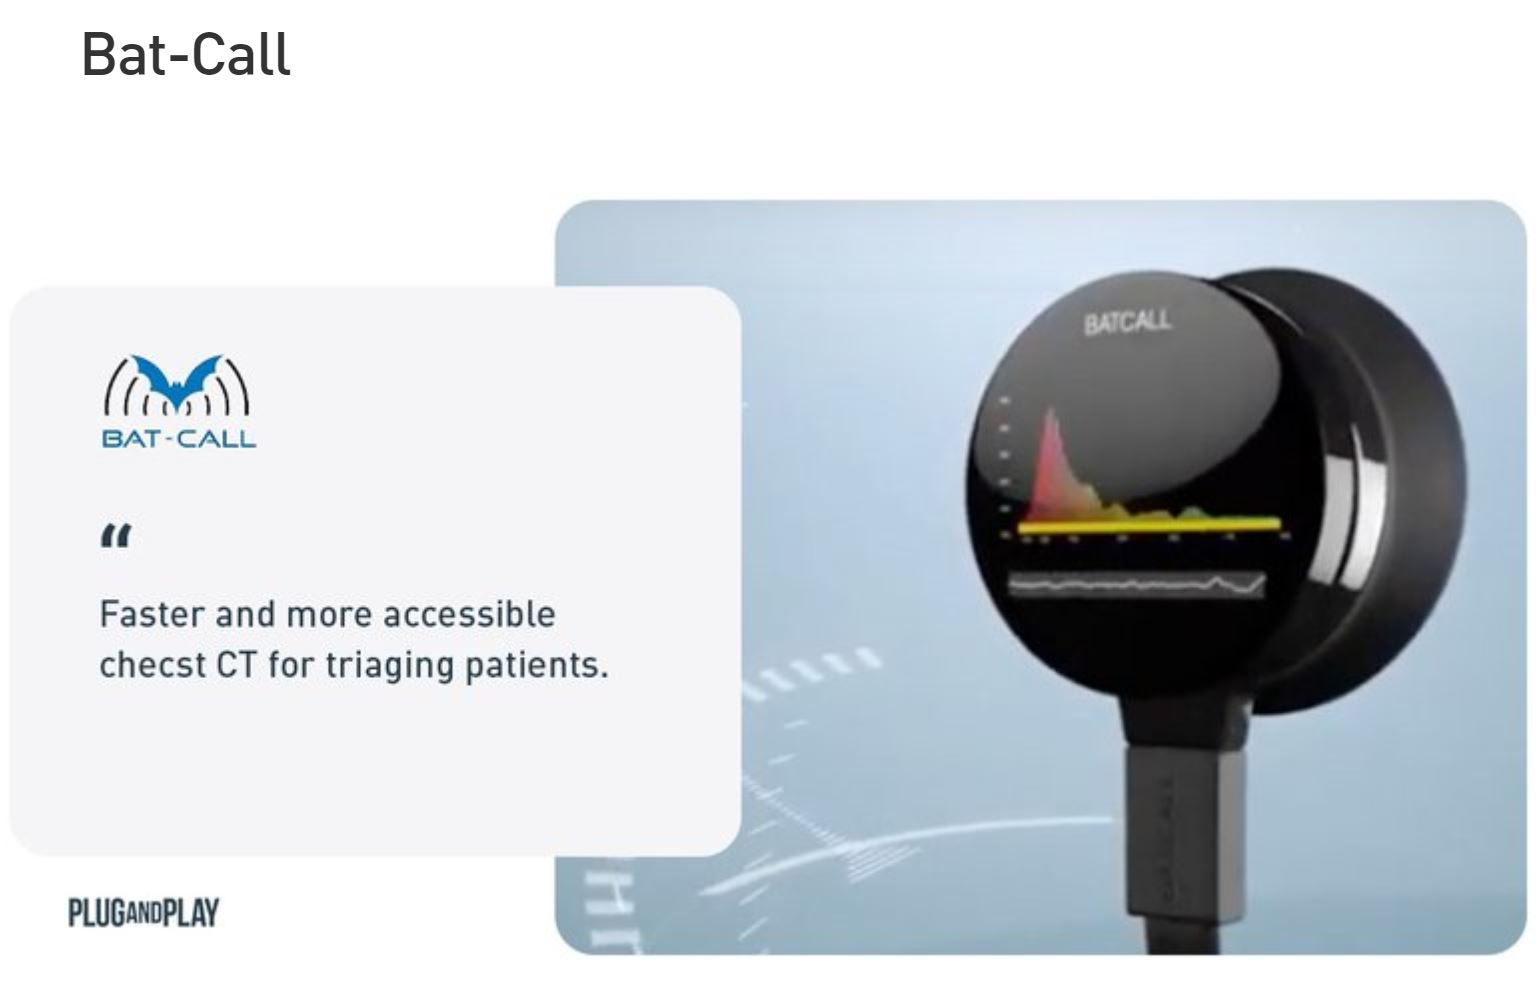 Bat-Call
BAT-CALL
“
Faster and more accessible
checst CT for triaging patients.
PLUGANDPLAY
BATCALL